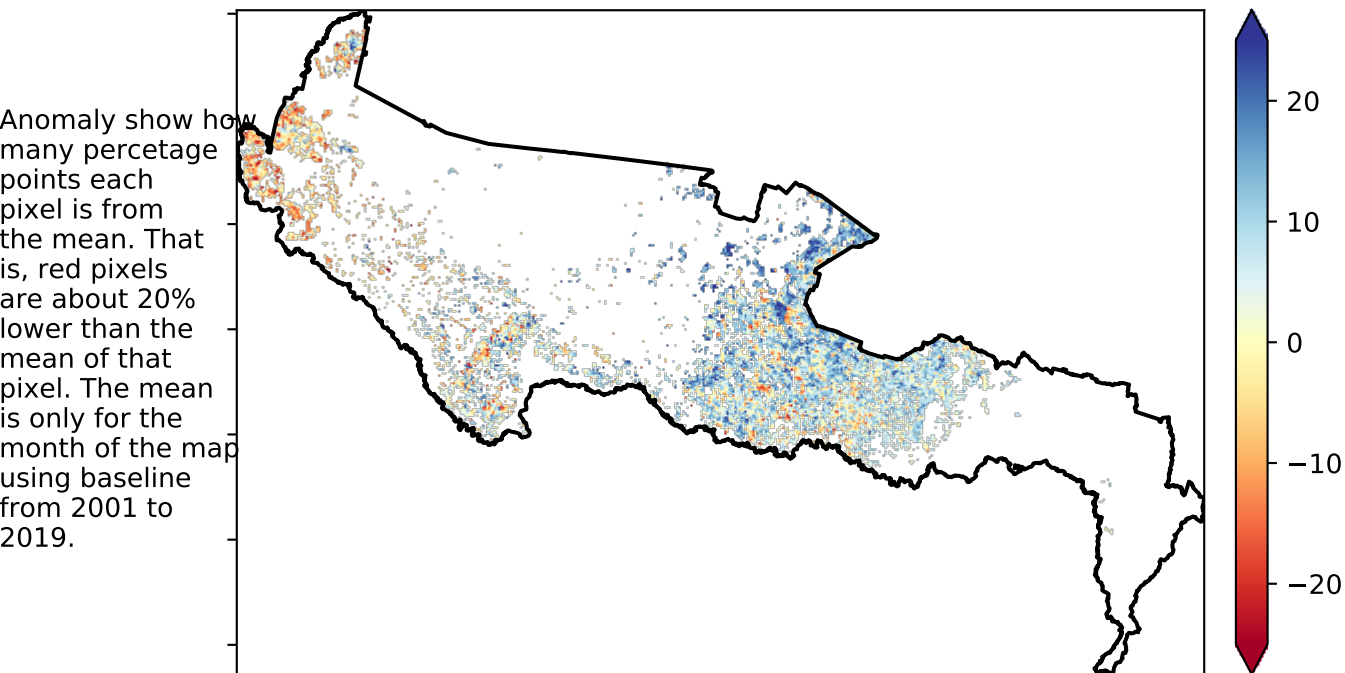 Anomaly show how
many percetage
points each
pixel is from
the mean. That
is, red pixels
are about 20%
lower than the
mean of that
pixel. The mean
is only for the
month of the map
using baseline
from 2001 to
2019.
20
10
0
−10
−20